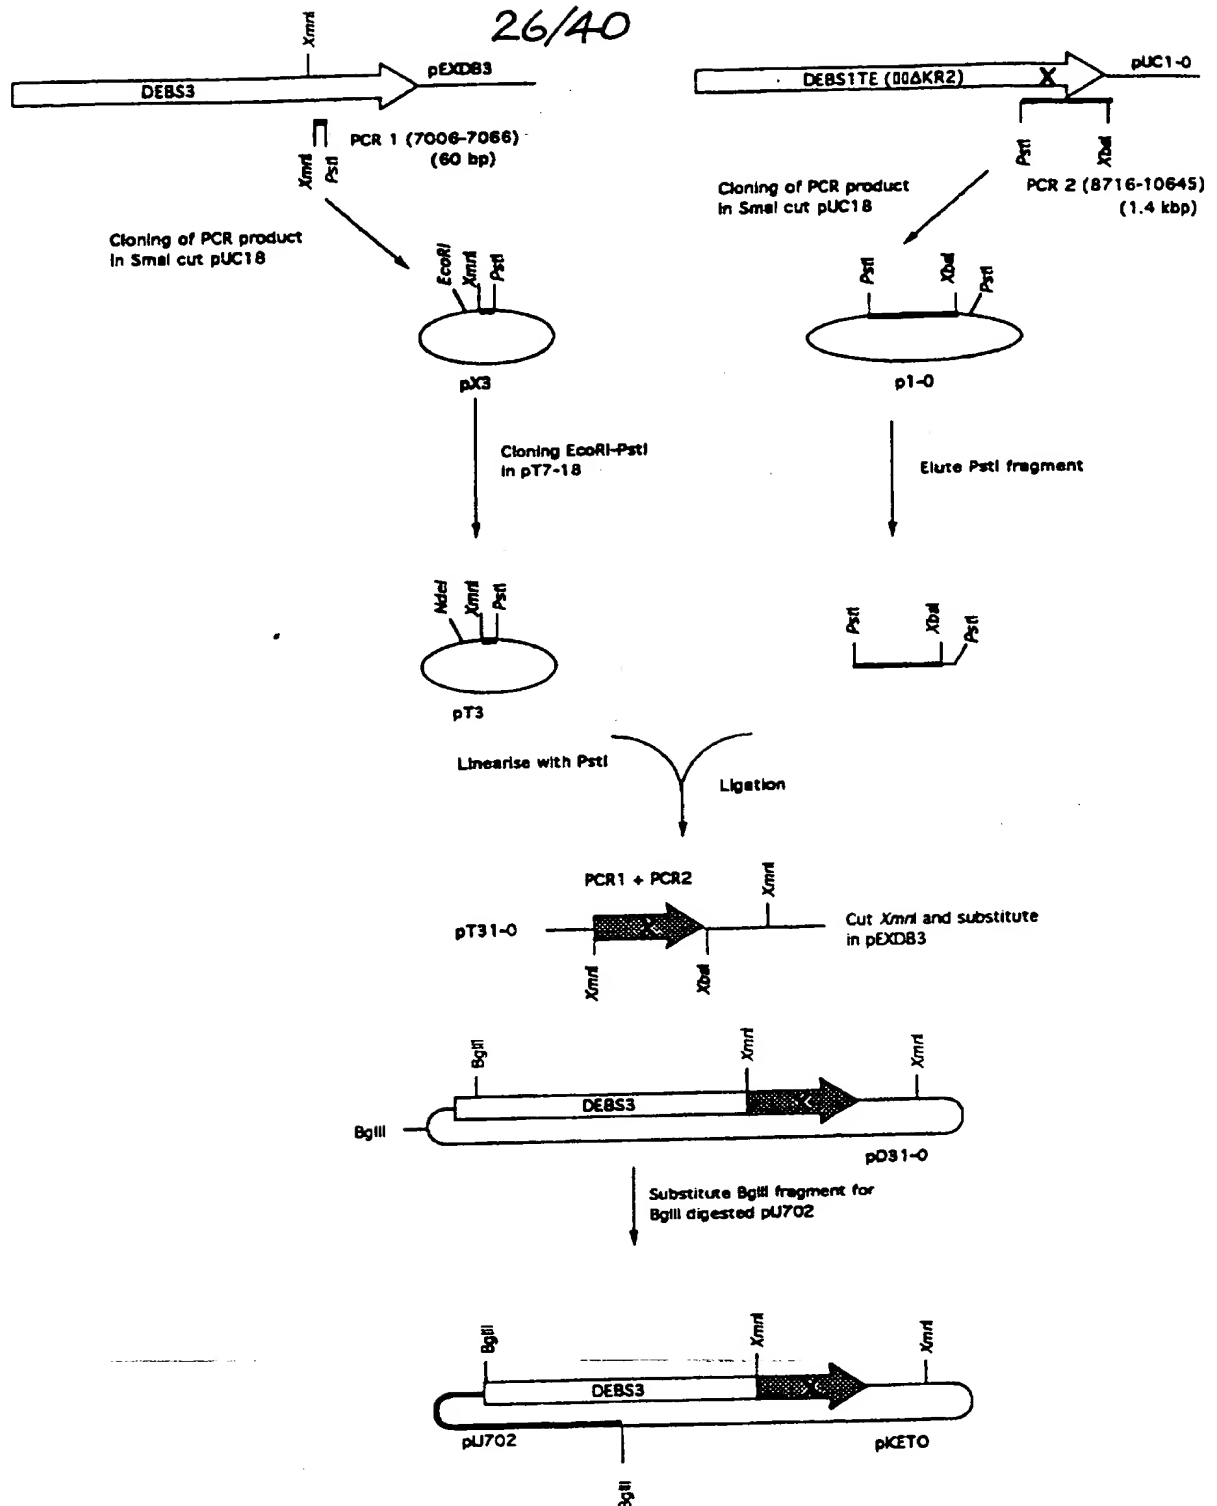 26/40
XmnI
pEXDB3
DEBS3
PCR 1 (7006-7066)
(60 bp)
XmnI
PstI
Cloning of PCR product
in SmaI cut pUC18
pUC1-0
DEBS1TE (▯▯ΔKR2)
X
PstI
XbaI
PCR 2 (8716-10645)
(1.4 kbp)
Cloning of PCR product
in SmaI cut pUC18
EcoRI
XmnI
PstI
pX3
PstI
XbaI
PstI
p1-0
Cloning EcoRI-PstI
in pT7-18
Elute PstI fragment
NdeI
XmnI
PstI
pT3
PstI
XbaI
PstI
Linearise with PstI
Ligation
PCR1 + PCR2
XmnI
pT31-0
X
XmnI
XbaI
Cut XmnI and substitute
in pEXDB3
BglII
XmnI
XmnI
DEBS3
X
BglII
pD31-0
Substitute BglII fragment for
BglII digested pIJ702
BglII
XmnI
XmnI
DEBS3
X
pIJ702
pKETO
BglII